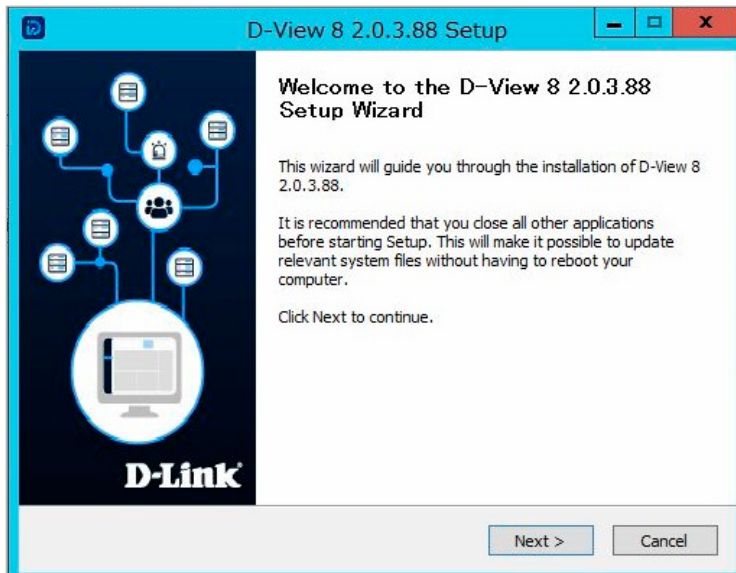 D-View 8 2.0.3.88 Setup
Welcome to the D-View 8 2.0.3.88
Setup Wizard
This wizard will guide you through the installation of D-View 8
2.0.3.88.
It is recommended that you close all other applications
before starting Setup. This will make it possible to update
relevant system files without having to reboot your
computer.
Click Next to continue.
D-Link
Next >
Cancel